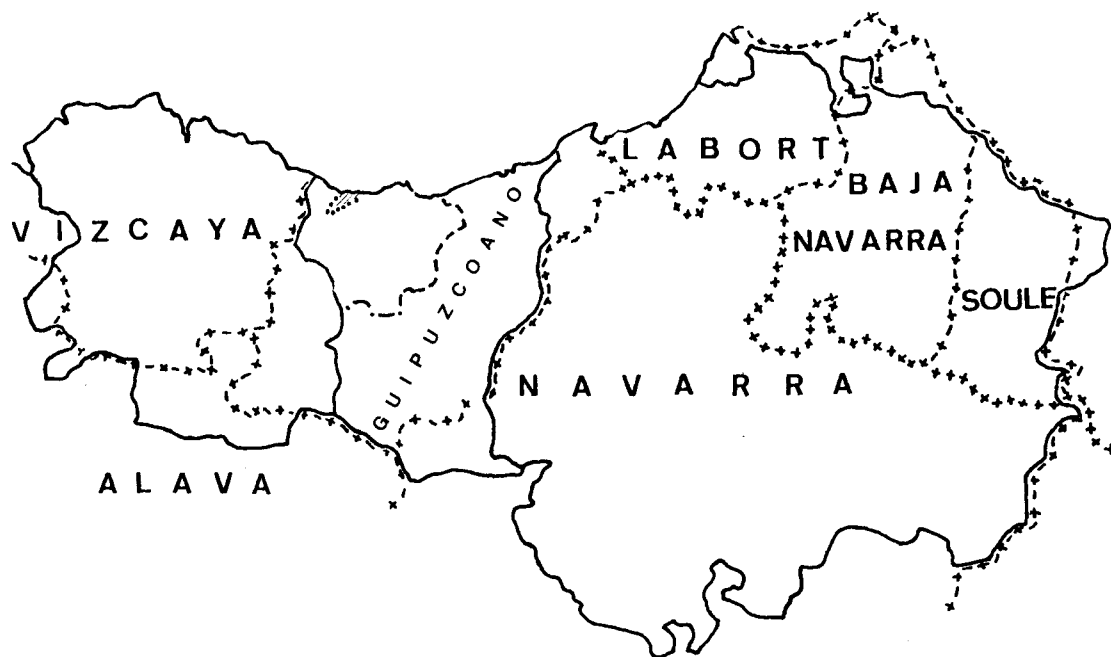 LABORT
BAJA
VIZCAYA
NAVARRA
GUIPUZCOANO
SOULE
NAVARRA
ALAVA